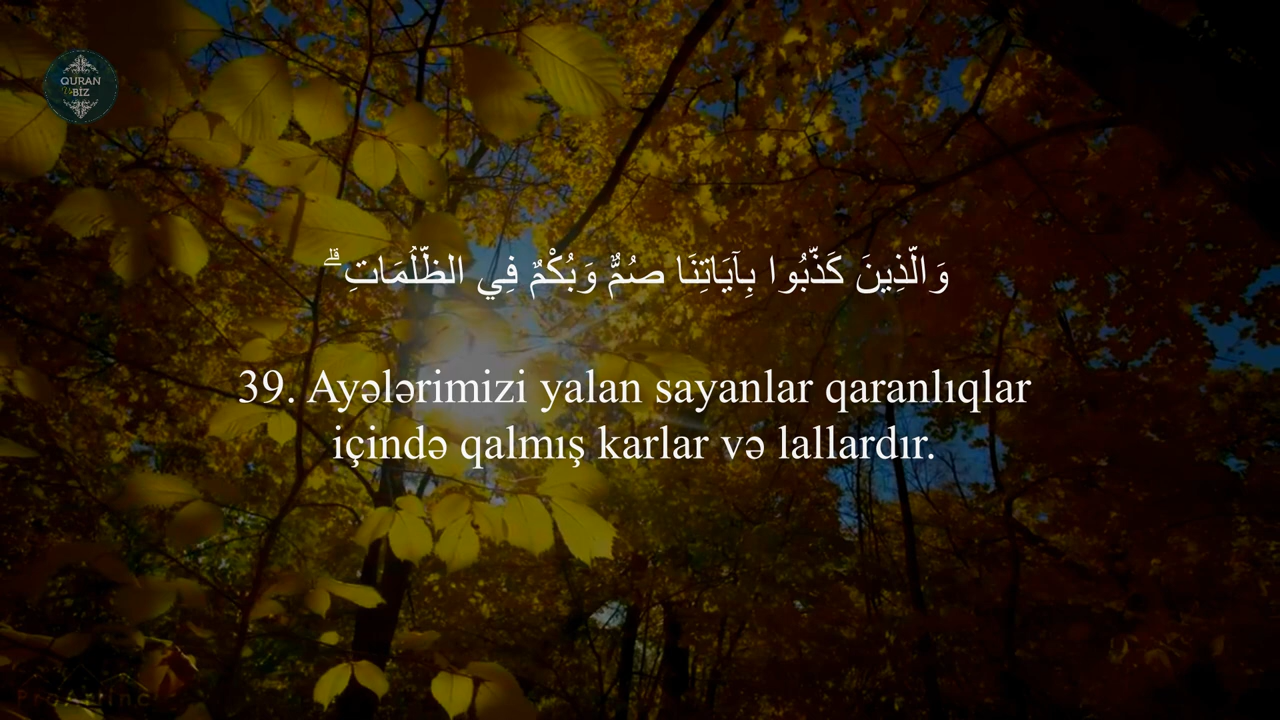 QURAN
Və
BİZ
وَالَّذِينَ كَذَّبُوا بِآيَاتِنَا صُمٌّ وَبُكْمٌ فِي الظُّلُمَاتِ ۗ
39. Ayələrimizi yalan sayanlar qaranlıqlar
içində qalmış karlar və lallardır.